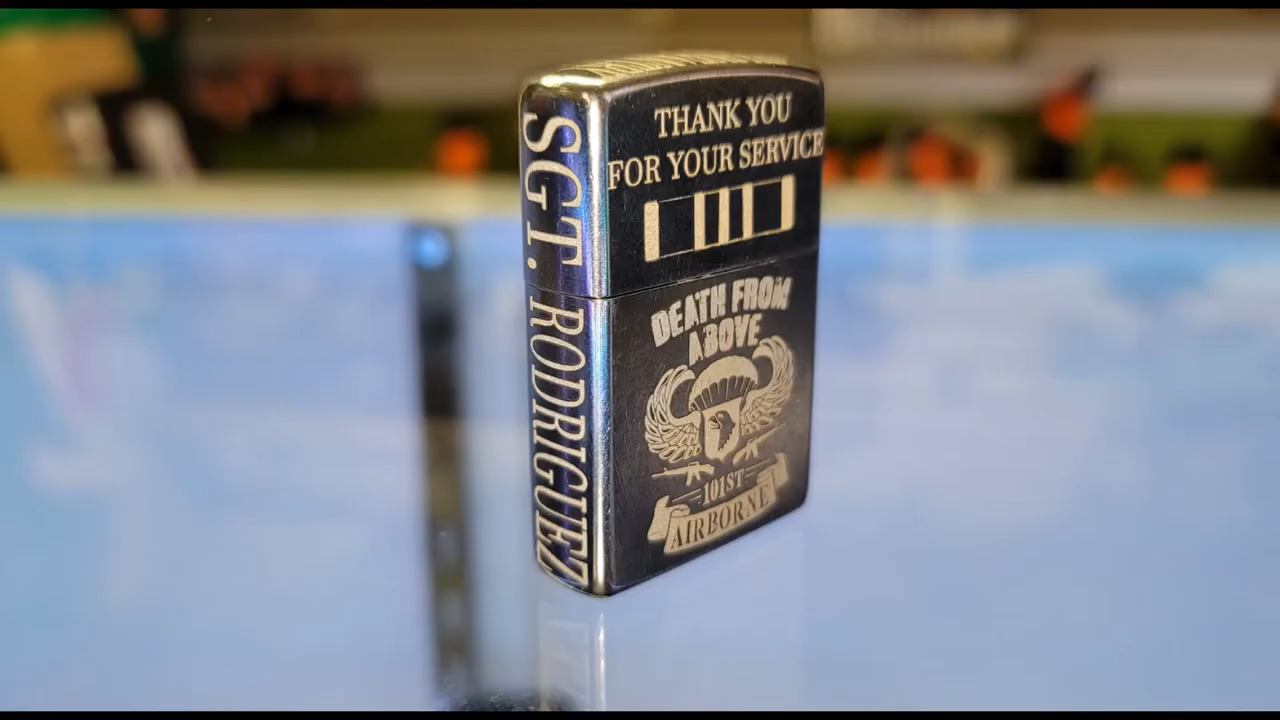 SGT. RODRIGUEZ
THANK YOU
FOR YOUR SERVICE
DEATH FROM
ABOVE
101ST
AIRBORNE